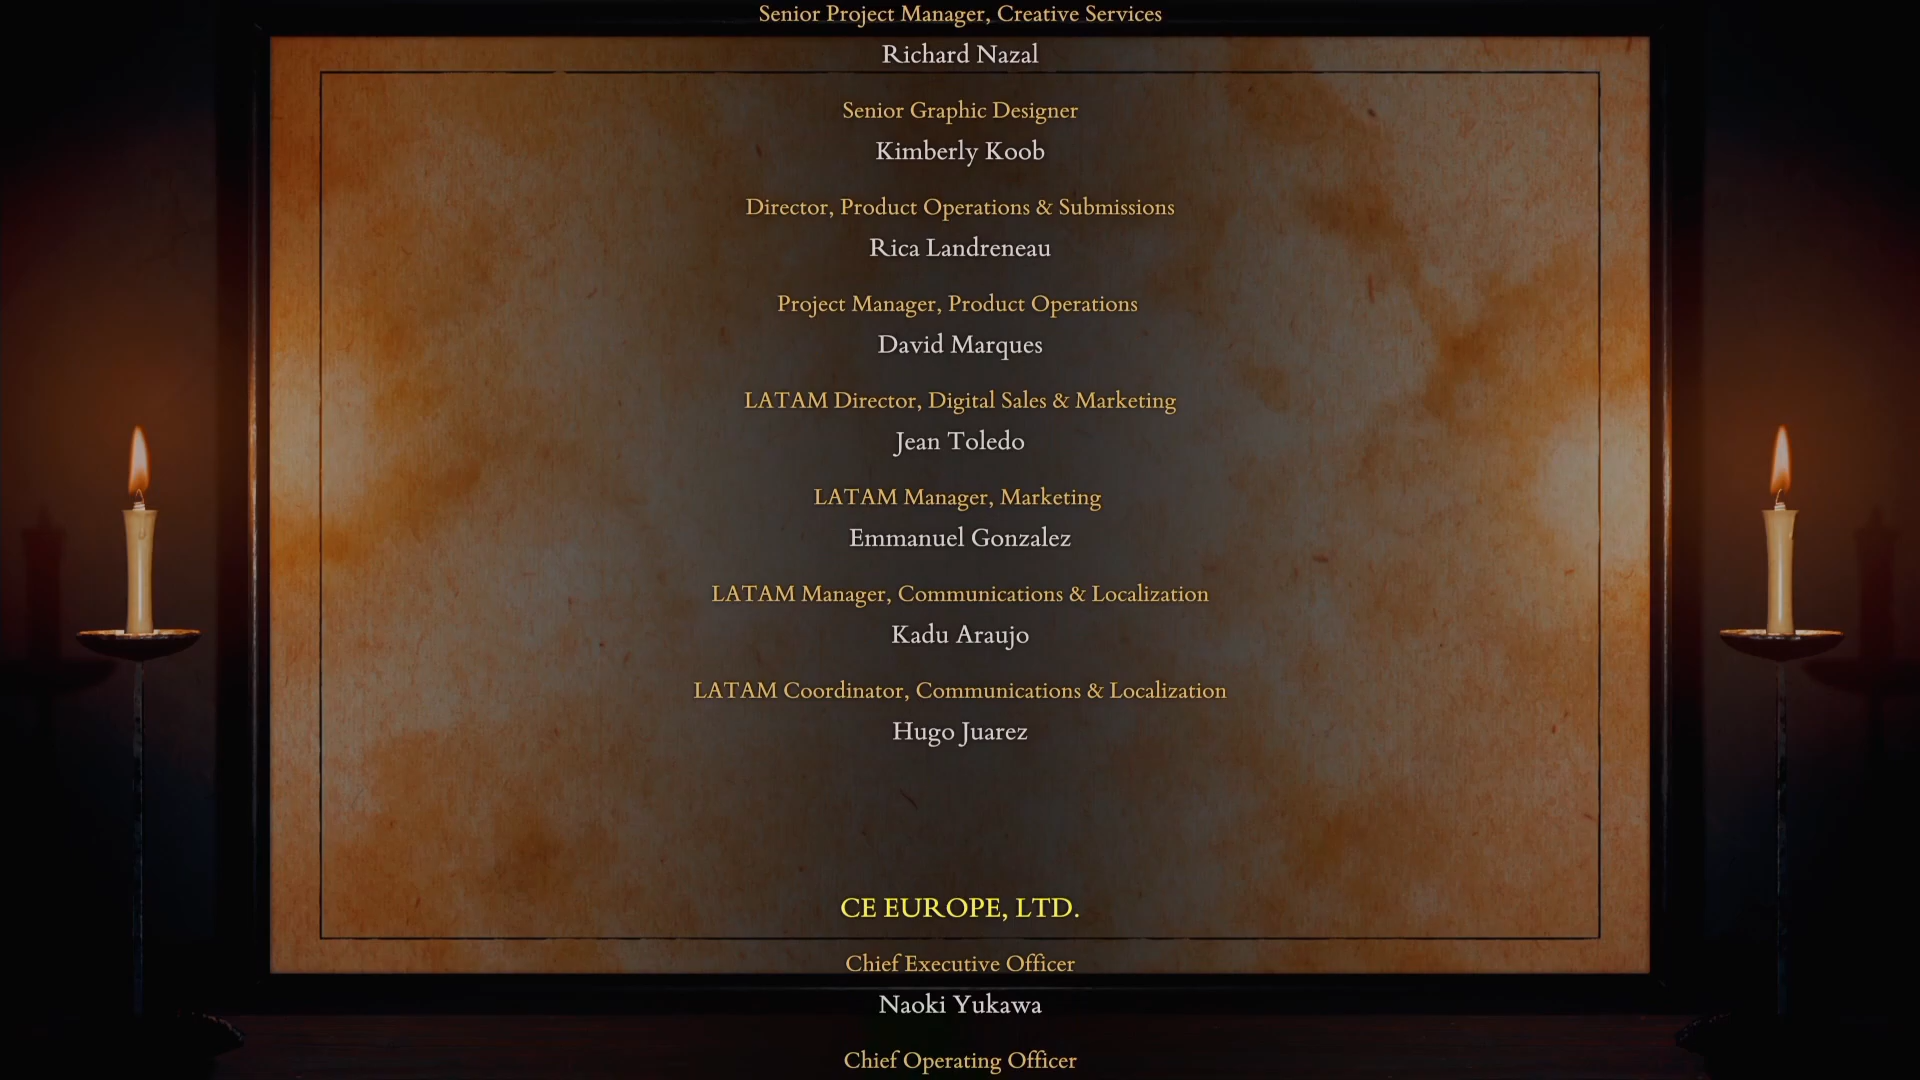 Senior Project Manager, Creative Services
Richard Nazal
Senior Graphic Designer
Kimberly Koob
Director, Product Operations & Submissions
Rica Landreneau
Project Manager, Product Operations
David Marques
LATAM Director, Digital Sales & Marketing
Jean Toledo
LATAM Manager, Marketing
Emmanuel Gonzalez
LATAM Manager, Communications & Localization
Kadu Araujo
LATAM Coordinator, Communications & Localization
Hugo Juarez
CE EUROPE, LTD.
Chief Executive Officer
Naoki Yukawa
Chief Operating Officer